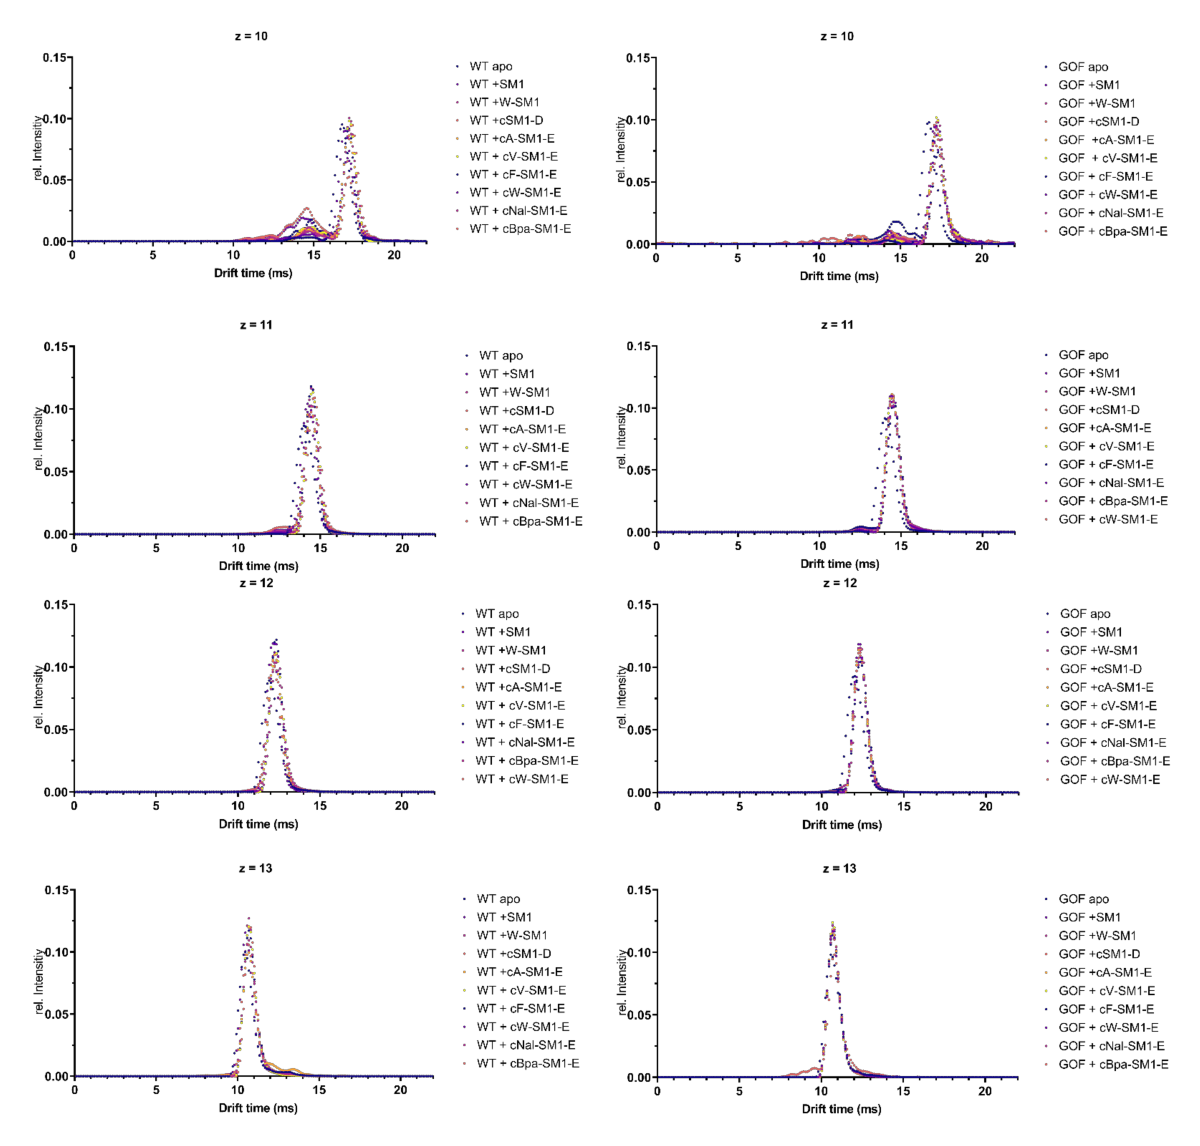 z = 10
0.15
0.10
0.05
0.00
rel. Intensitiy
0 5 10 15 20
Drift time (ms)
WT apo
WT +SM1
WT +W-SM1
WT +cSM1-D
WT +cA-SM1-E
WT + cV-SM1-E
WT + cF-SM1-E
WT + cW-SM1-E
WT + cNal-SM1-E
WT + cBpa-SM1-E
z = 10
0.15
0.10
0.05
0.00
rel. Intensitiy
0 5 10 15 20
Drift time (ms)
GOF apo
GOF +SM1
GOF +W-SM1
GOF +cSM1-D
GOF +cA-SM1-E
GOF + cV-SM1-E
GOF + cF-SM1-E
GOF + cW-SM1-E
GOF + cNal-SM1-E
GOF + cBpa-SM1-E
z = 11
0.15
0.10
0.05
0.00
rel. Intensity
0 5 10 15 20
Drift time (ms)
WT apo
WT +SM1
WT +W-SM1
WT +cSM1-D
WT +cA-SM1-E
WT + cV-SM1-E
WT + cF-SM1-E
WT + cW-SM1-E
WT + cNal-SM1-E
WT + cBpa-SM1-E
z = 11
0.15
0.10
0.05
0.00
rel. Intensity
0 5 10 15 20
Drift time (ms)
GOF apo
GOF +SM1
GOF +W-SM1
GOF +cSM1-D
GOF +cA-SM1-E
GOF + cV-SM1-E
GOF + cF-SM1-E
GOF + cNal-SM1-E
GOF + cBpa-SM1-E
GOF + cW-SM1-E
z = 12
0.15
0.10
0.05
0.00
rel. Intensity
0 5 10 15 20
Drift time (ms)
WT apo
WT +SM1
WT +W-SM1
WT +cSM1-D
WT +cA-SM1-E
WT + cV-SM1-E
WT + cF-SM1-E
WT + cNal-SM1-E
WT + cBpa-SM1-E
WT + cW-SM1-E
z = 12
0.15
0.10
0.05
0.00
rel. Intensity
0 5 10 15 20
Drift time (ms)
GOF apo
GOF +SM1
GOF +W-SM1
GOF +cSM1-D
GOF +cA-SM1-E
GOF + cV-SM1-E
GOF + cF-SM1-E
GOF + cNal-SM1-E
GOF + cBpa-SM1-E
GOF + cW-SM1-E
z = 13
0.15
0.10
0.05
0.00
rel. Intensitiy
0 5 10 15 20
Drift time (ms)
WT apo
WT +SM1
WT +W-SM1
WT +cSM1-D
WT +cA-SM1-E
WT + cV-SM1-E
WT + cF-SM1-E
WT + cW-SM1-E
WT + cNal-SM1-E
WT + cBpa-SM1-E
z = 13
0.15
0.10
0.05
0.00
rel. Intensitiy
0 5 10 15 20
Drift time (ms)
GOF apo
GOF +SM1
GOF +W-SM1
GOF +cSM1-D
GOF +cA-SM1-E
GOF + cV-SM1-E
GOF + cF-SM1-E
GOF + cW-SM1-E
GOF + cNal-SM1-E
GOF + cBpa-SM1-E